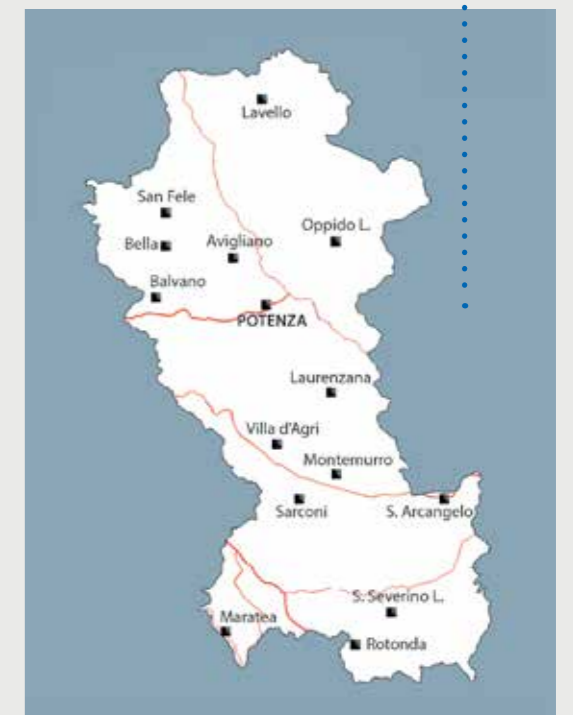 Lavello
San Fele
Oppido L.
Bella
Avigliano
Balvano
POTENZA
Laurenzana
Villa d'Agri
Montemurro
Sarconi
S. Arcangelo
S. Severino L.
Maratea
Rotonda